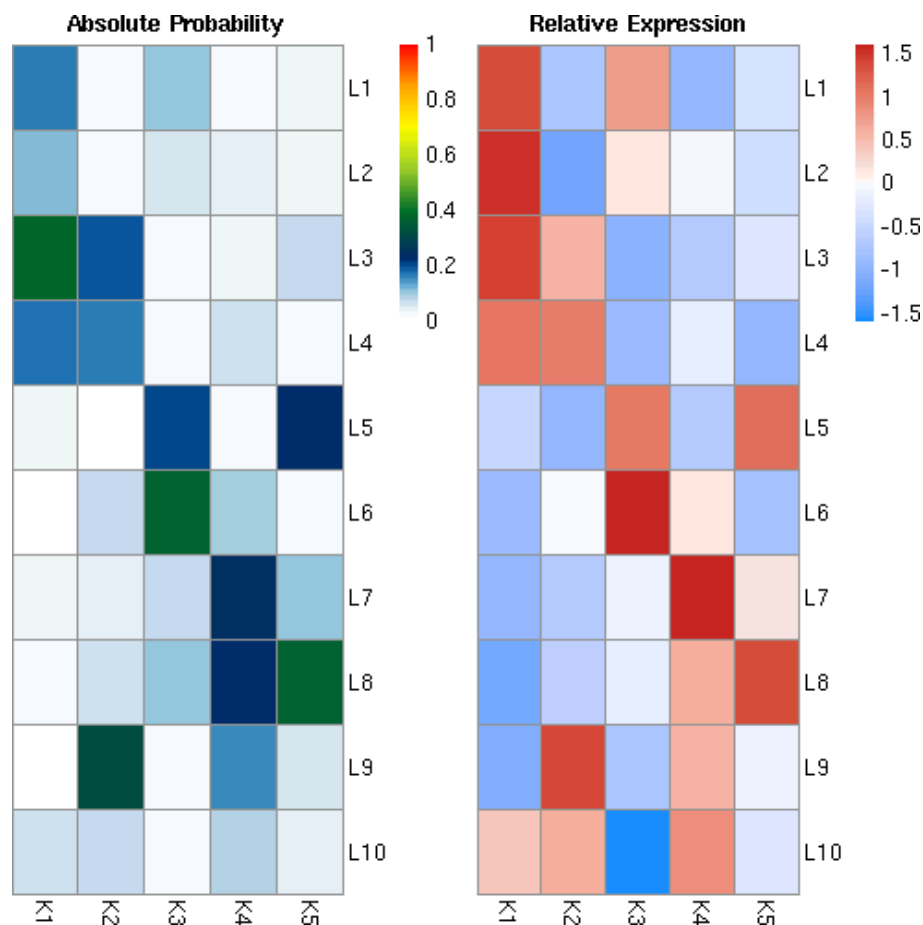 Absolute Probability
Relative Expression
1
0.8
0.6
0.4
0.2
0
1.5
1
0.5
0
-0.5
-1
-1.5
L1
L2
L3
L4
L5
L6
L7
L8
L9
L10
K1 K2 K3 K4 K5
L1
L2
L3
L4
L5
L6
L7
L8
L9
L10
K1 K2 K3 K4 K5